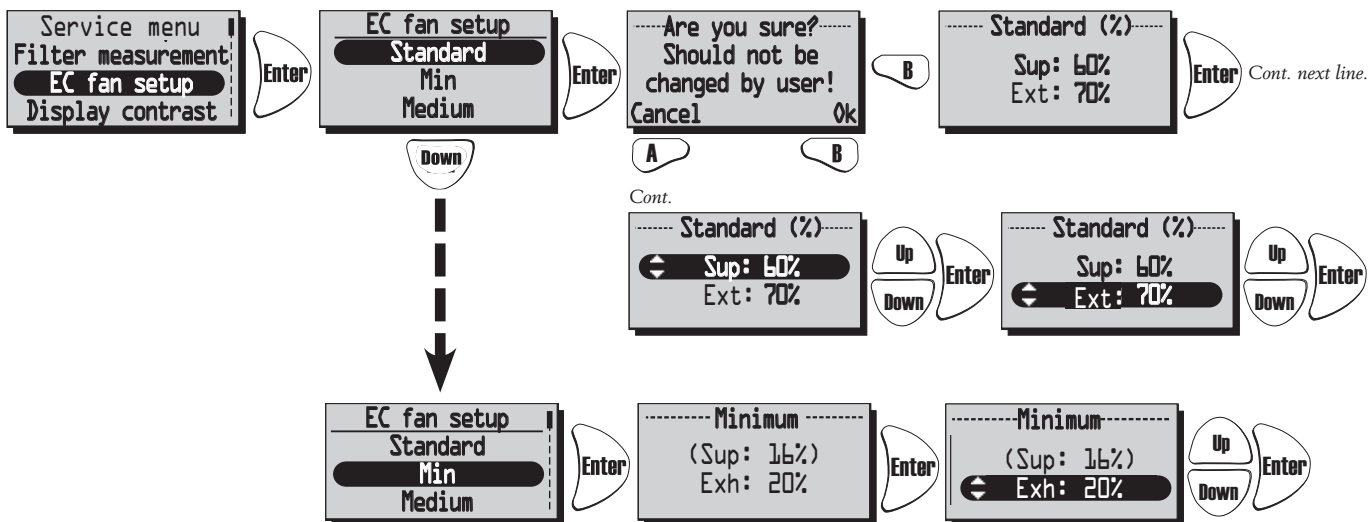 Service menu
Filter measurement
EC fan setup
Display contrast
Enter
EC fan setup
Standard
Min
Medium
Enter
Down
Are you sure?
Should not be
changed by user!
Cancel Ok
A B
B
Standard (%)
Sup: 60%
Ext: 70%
Enter
Cont. next line.
Cont.
Standard (%)
Sup: 60%
Ext: 70%
Up
Down
Enter
Standard (%)
Sup: 60%
Ext: 70%
Up
Down
Enter
EC fan setup
Standard
Min
Medium
Enter
Minimum
(Sup: 16%)
Exh: 20%
Enter
Minimum
(Sup: 16%)
Exh: 20%
Up
Down
Enter